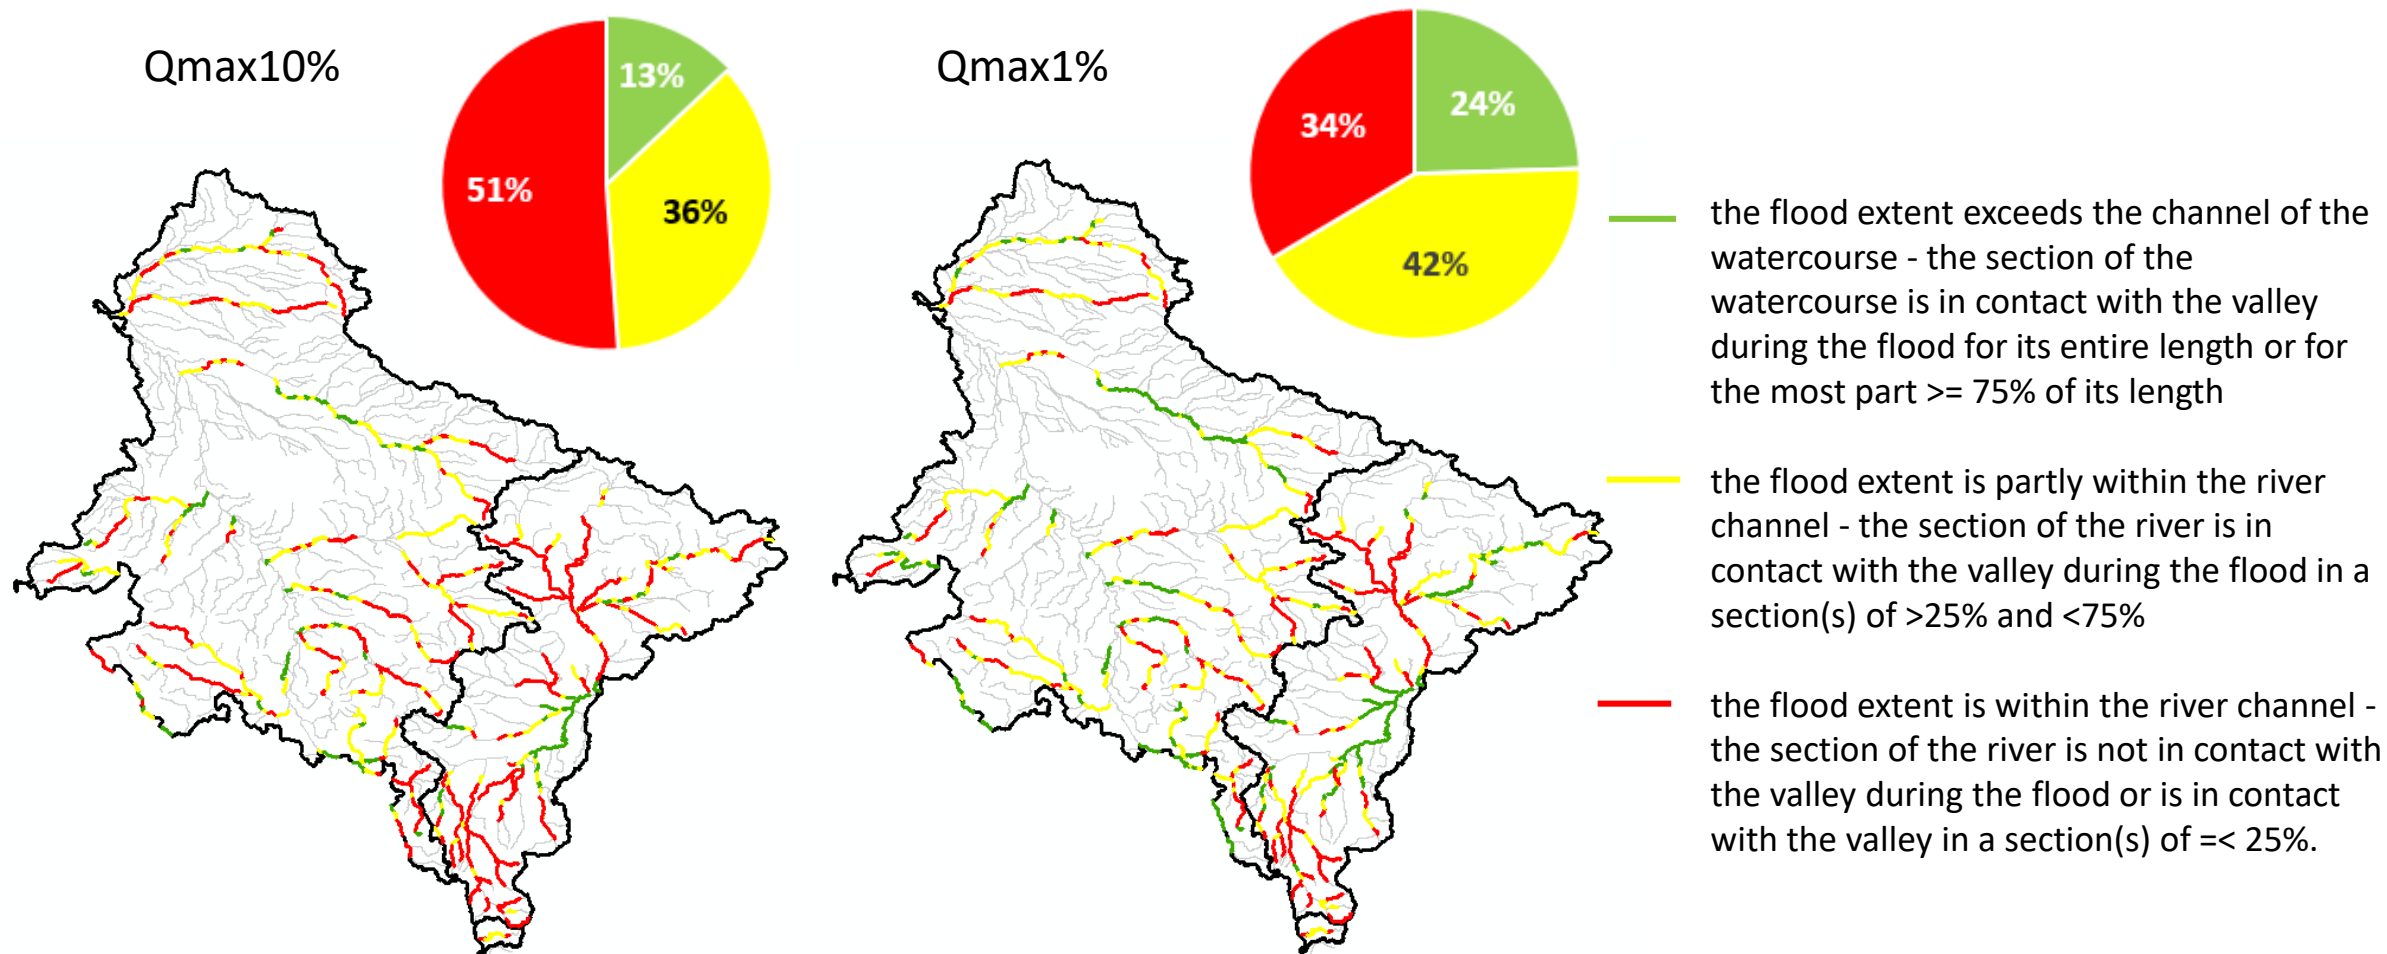 Qmax10%
13%
51%
36%
Qmax1%
24%
34%
42%
the flood extent exceeds the channel of the
watercourse - the section of the
watercourse is in contact with the valley
during the flood for its entire length or for
the most part >= 75% of its length
the flood extent is partly within the river
channel - the section of the river is in
contact with the valley during the flood in a
section(s) of >25% and <75%
the flood extent is within the river channel -
the section of the river is not in contact with
the valley during the flood or is in contact
with the valley in a section(s) of =< 25%.